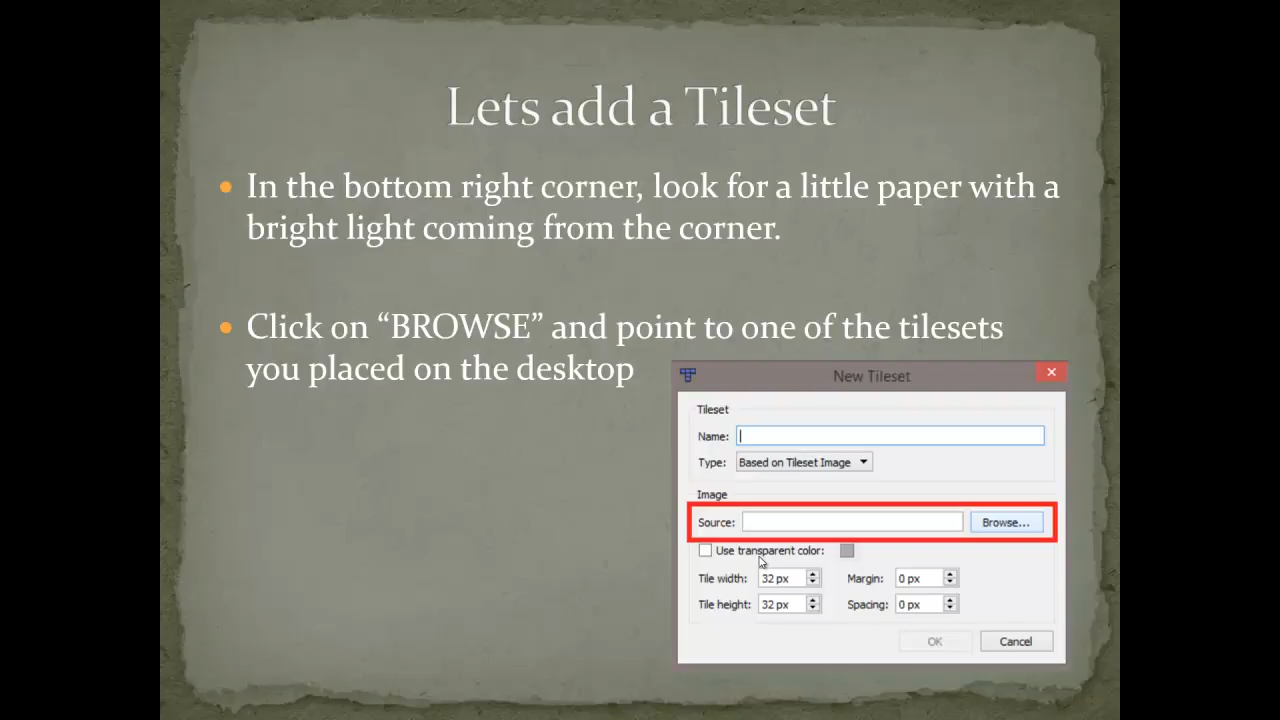 Lets add a Tileset
In the bottom right corner, look for a little paper with a
bright light coming from the corner.
Click on “BROWSE” and point to one of the tilesets
you placed on the desktop
New Tileset
Tileset
Name:
Type: Based on Tileset Image
Image
Source: Browse...
Use transparent color:
Tile width: 32 px Margin: 0 px
Tile height: 32 px Spacing: 0 px
OK Cancel